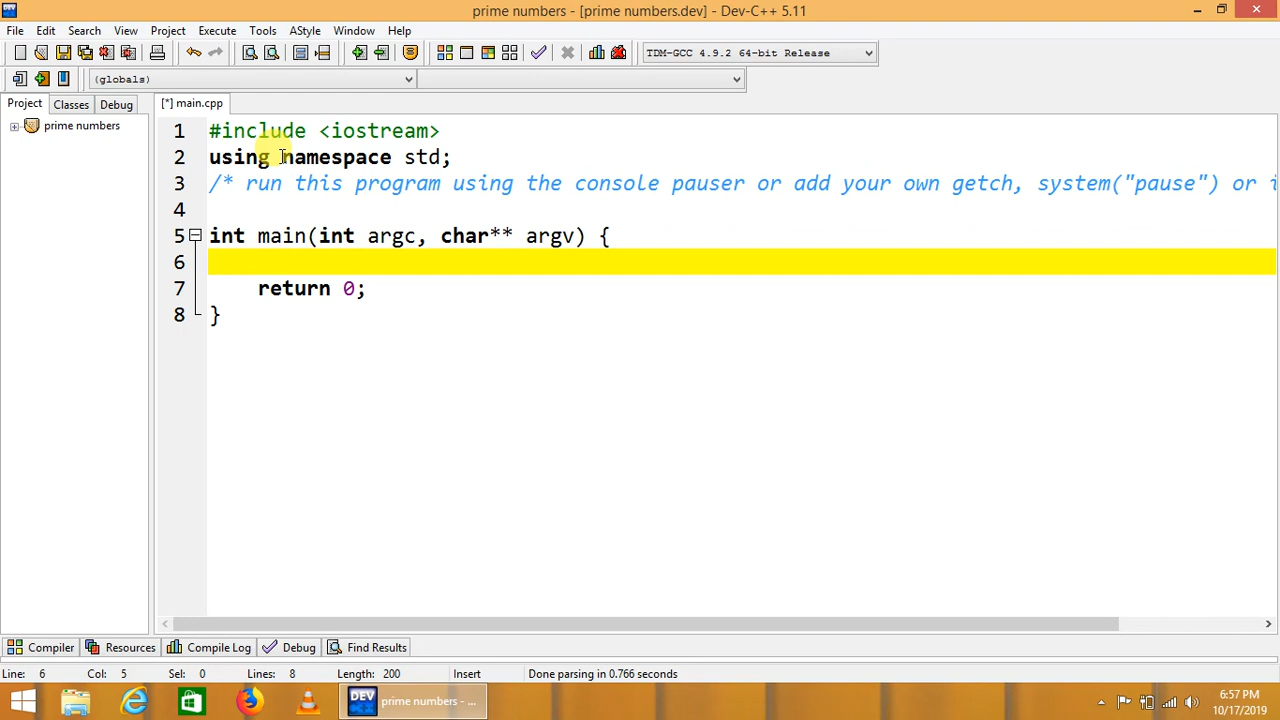 prime numbers - [prime numbers.dev] - Dev-C++ 5.11
File Edit Search View Project Execute Tools AStyle Window Help
TDM-GCC 4.9.2 64-bit Release
(globals)
Project Classes Debug [*] main.cpp
prime numbers
1 #include <iostream>
2 using namespace std;
3 /* run this program using the console pauser or add your own getch, system("pause") or i
4
5 int main(int argc, char** argv) {
6
7 return 0;
8 }
Compiler Resources Compile Log Debug Find Results
Line: 6 Col: 5 Sel: 0 Lines: 8 Length: 200 Insert Done parsing in 0.766 seconds
DEV prime numbers - ...
6:57 PM
10/17/2019